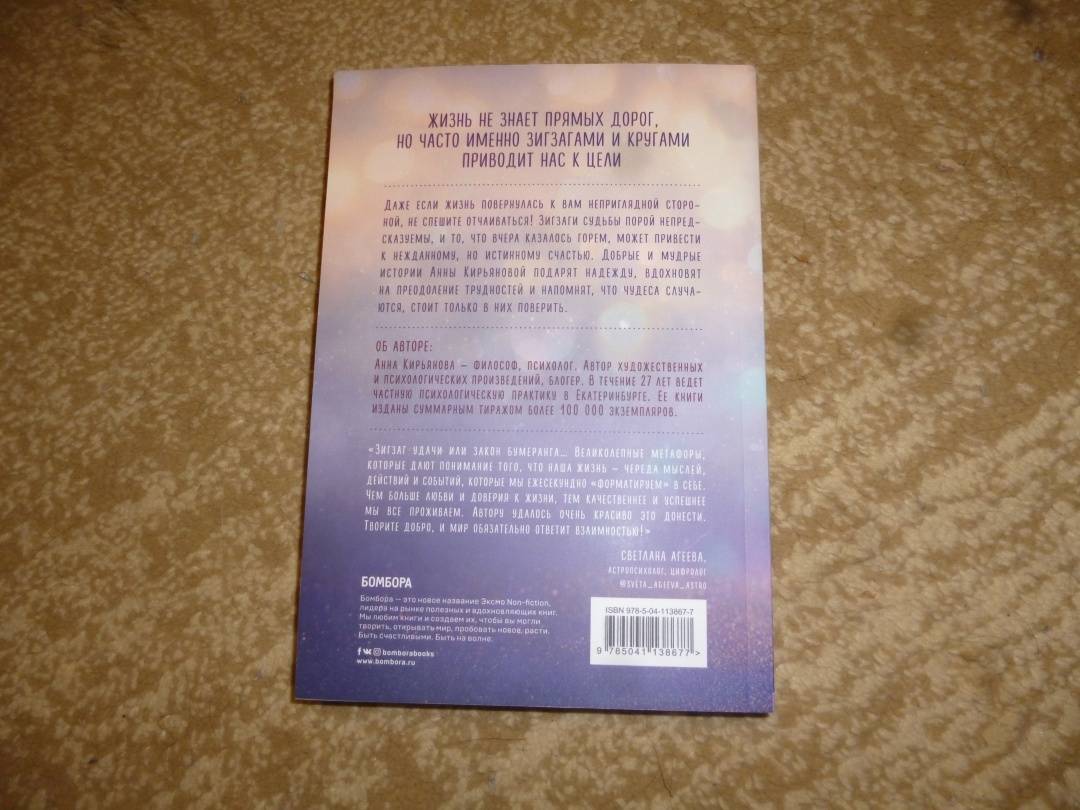 ЖИЗНЬ НЕ ЗНАЕТ ПРЯМЫХ ДОРОГ,
НО ЧАСТО ИМЕННО ЗИГЗАГАМИ И КРУГАМИ
ПРИВОДИТ НАС К ЦЕЛИ
ДАЖЕ ЕСЛИ ЖИЗНЬ ПОВЕРНУЛАСЬ К ВАМ НЕПРИГЛЯДНОЙ СТОРО-
НОЙ, НЕ СПЕШИТЕ ОТЧАИВАТЬСЯ! ЗИГЗАГИ СУДЬБЫ ПОРОЙ НЕПРЕД-
СКАЗУЕМЫ, И ТО, ЧТО ВЧЕРА КАЗАЛОСЬ ГОРЕМ, МОЖЕТ ПРИВЕСТИ
К НЕЖДАННОМУ, НО ИСТИННОМУ СЧАСТЬЮ. ДОБРЫЕ И МУДРЫЕ
ИСТОРИИ АННЫ КИРЬЯНОВОЙ ПОДАРЯТ НАДЕЖДУ, ВДОХНОВЯТ
НА ПРЕОДОЛЕНИЕ ТРУДНОСТЕЙ И НАПОМНЯТ, ЧТО ЧУДЕСА СЛУЧА-
ЮТСЯ, СТОИТ ТОЛЬКО В НИХ ПОВЕРИТЬ.
ОБ АВТОРЕ:
АННА КИРЬЯНОВА – ФИЛОСОФ, ПСИХОЛОГ. АВТОР ХУДОЖЕСТВЕННЫХ
И ПСИХОЛОГИЧЕСКИХ ПРОИЗВЕДЕНИЙ, БЛОГЕР. В ТЕЧЕНИЕ 27 ЛЕТ ВЕДЕТ
ЧАСТНУЮ ПСИХОЛОГИЧЕСКУЮ ПРАКТИКУ В ЕКАТЕРИНБУРГЕ. ЕЕ КНИГИ
ИЗДАНЫ СУММАРНЫМ ТИРАЖОМ БОЛЕЕ 100 000 ЭКЗЕМПЛЯРОВ.
«ЗИГЗАГ УДАЧИ ИЛИ ЗАКОН БУМЕРАНГА... ВЕЛИКОЛЕПНЫЕ МЕТАФОРЫ,
КОТОРЫЕ ДАЮТ ПОНИМАНИЕ ТОГО, ЧТО НАША ЖИЗНЬ – ЧЕРЕДА МЫСЛЕЙ,
ДЕЙСТВИЙ И СОБЫТИЙ, КОТОРЫЕ МЫ ЕЖЕСЕКУНДНО «ФОРМАТИРУЕМ» В СЕБЕ.
ЧЕМ БОЛЬШЕ ЛЮБВИ И ДОВЕРИЯ К ЖИЗНИ, ТЕМ КАЧЕСТВЕННЕЕ И УСПЕШНЕЕ
МЫ ВСЕ ПРОЖИВАЕМ. АВТОРУ УДАЛОСЬ ОЧЕНЬ КРАСИВО ЭТО ДОНЕСТИ.
ТВОРИТЕ ДОБРО, И МИР ОБЯЗАТЕЛЬНО ОТВЕТИТ ВЗАИМНОСТЬЮ!»
СВЕТЛАНА АГЕЕВА,
АСТРОПСИХОЛОГ, ЦИФРОЛОГ
@SVETA_AGEEVA_ASTRO
БОМБОРА
Бомбора — это новое название Эксмо Non-fiction,
лидера на рынке полезных и вдохновляющих книг.
Мы любим книги и создаем их, чтобы вы могли
творить, открывать мир, пробовать новое, расти.
Быть счастливыми. Быть на волне.
bomborabooks
www.bombora.ru
ISBN 978-5-04-113867-7
9 785041 138677 >